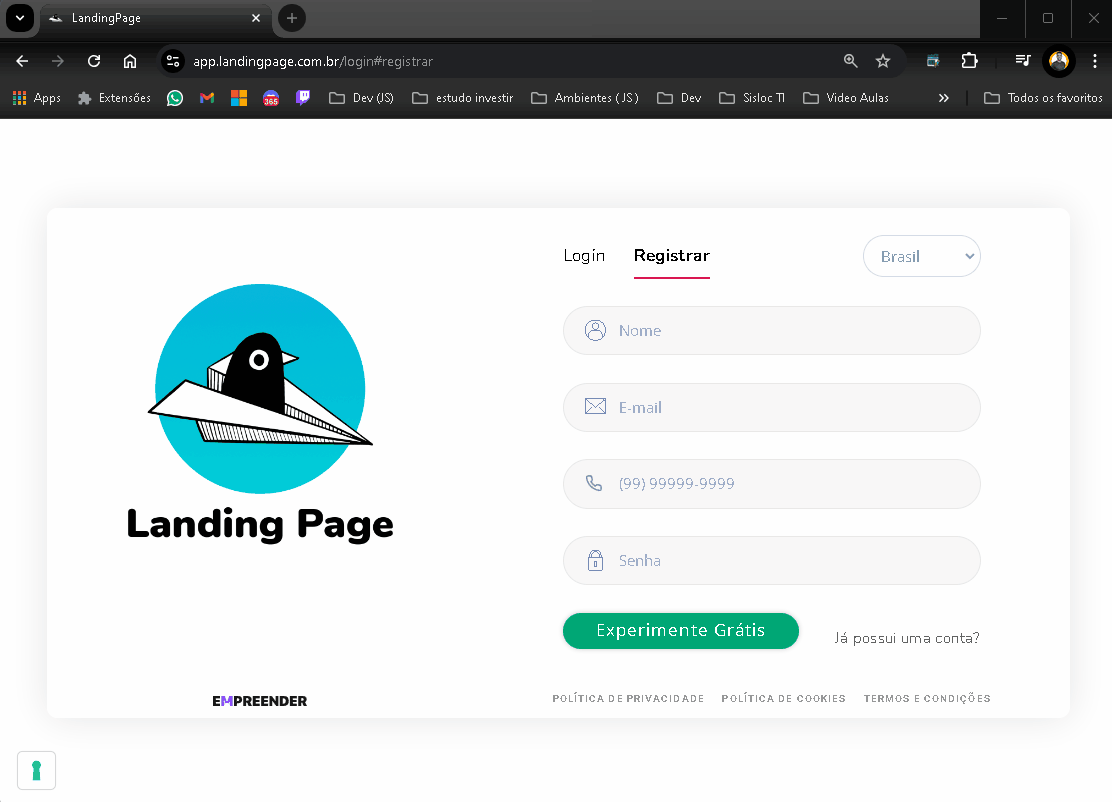 LandingPage
app.landingpage.com.br/login#registrar
Apps
Extensões
365
Dev (JS)
estudo investir
Ambientes ( JS )
Dev
Sisloc TI
Video Aulas
Todos os favoritos
Login
Registrar
Brasil
Nome
E-mail
(99) 99999-9999
Senha
Experimente Grátis
Já possui uma conta?
Landing Page
EMPREENDER
POLÍTICA DE PRIVACIDADE
POLÍTICA DE COOKIES
TERMOS E CONDIÇÕES